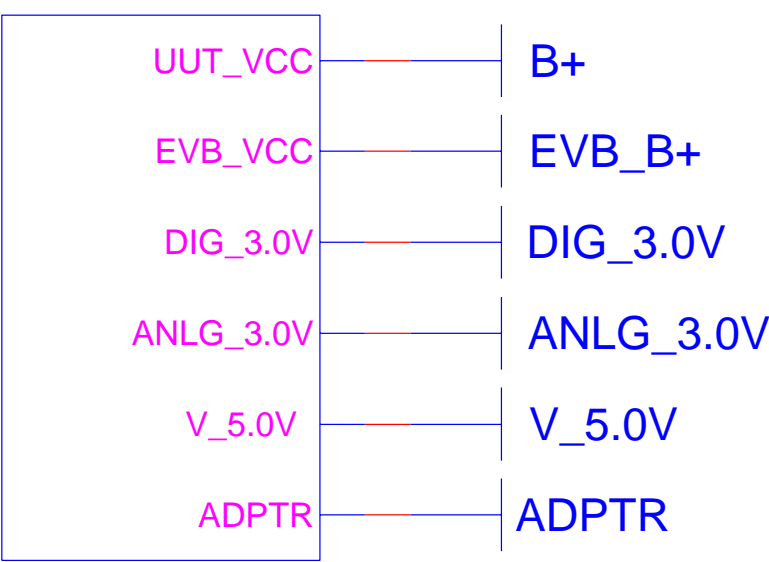 UUT_VCC B+
EVB_VCC EVB_B+
DIG_3.0V DIG_3.0V
ANLG_3.0V ANLG_3.0V
V_5.0V V_5.0V
ADPTR ADPTR